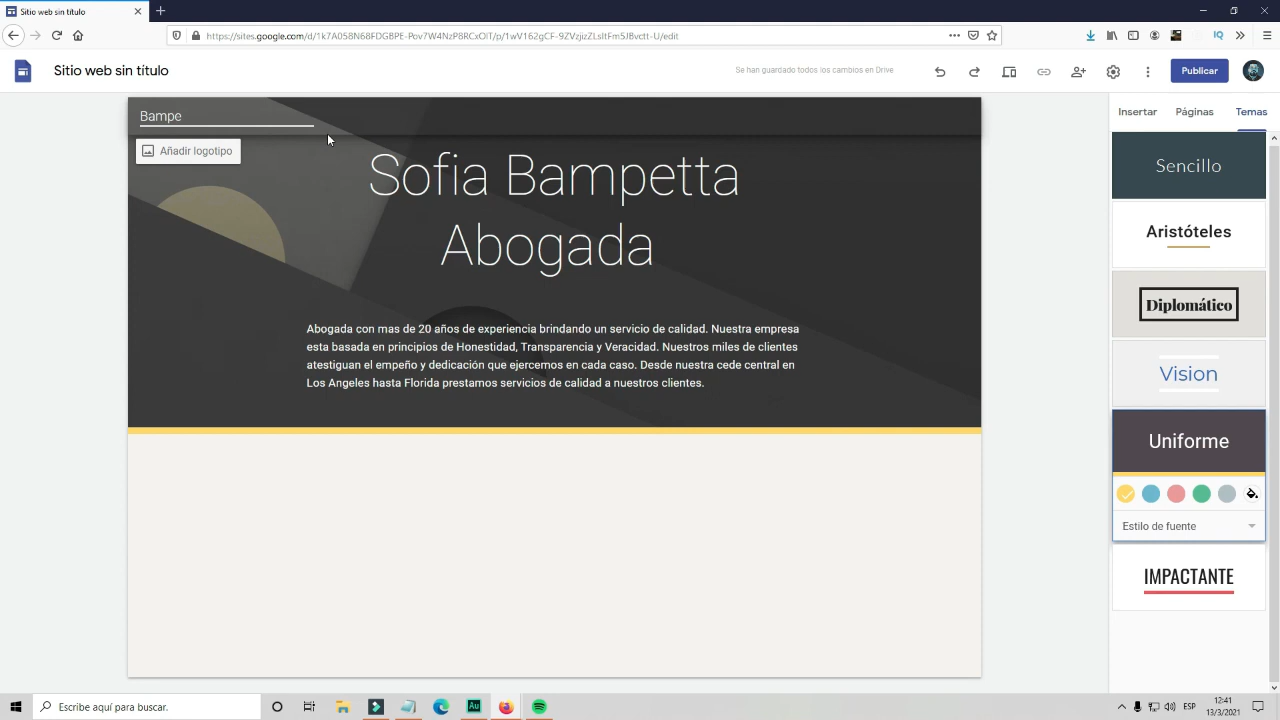 Sitio web sin título
https://sites.google.com/d/1k7A058N68FDGBPE-Pov7W4NzP8RCxOIT/p/1wV162gCF-9ZVzjizZLsItFm5JBvctt-U/edit
Sitio web sin título
Se han guardado todos los cambios en Drive
Publicar
Bampe
Añadir logotipo
Sofia Bampetta
Abogada
Abogada con mas de 20 años de experiencia brindando un servicio de calidad. Nuestra empresa
esta basada en principios de Honestidad, Transparencia y Veracidad. Nuestros miles de clientes
atestiguan el empeño y dedicación que ejercemos en cada caso. Desde nuestra cede central en
Los Angeles hasta Florida prestamos servicios de calidad a nuestros clientes.
Insertar
Páginas
Temas
Sencillo
Aristóteles
Diplomático
Vision
Uniforme
Estilo de fuente
IMPACTANTE
Escribe aquí para buscar.
Au
ESP
12:41
13/3/2021
IQ